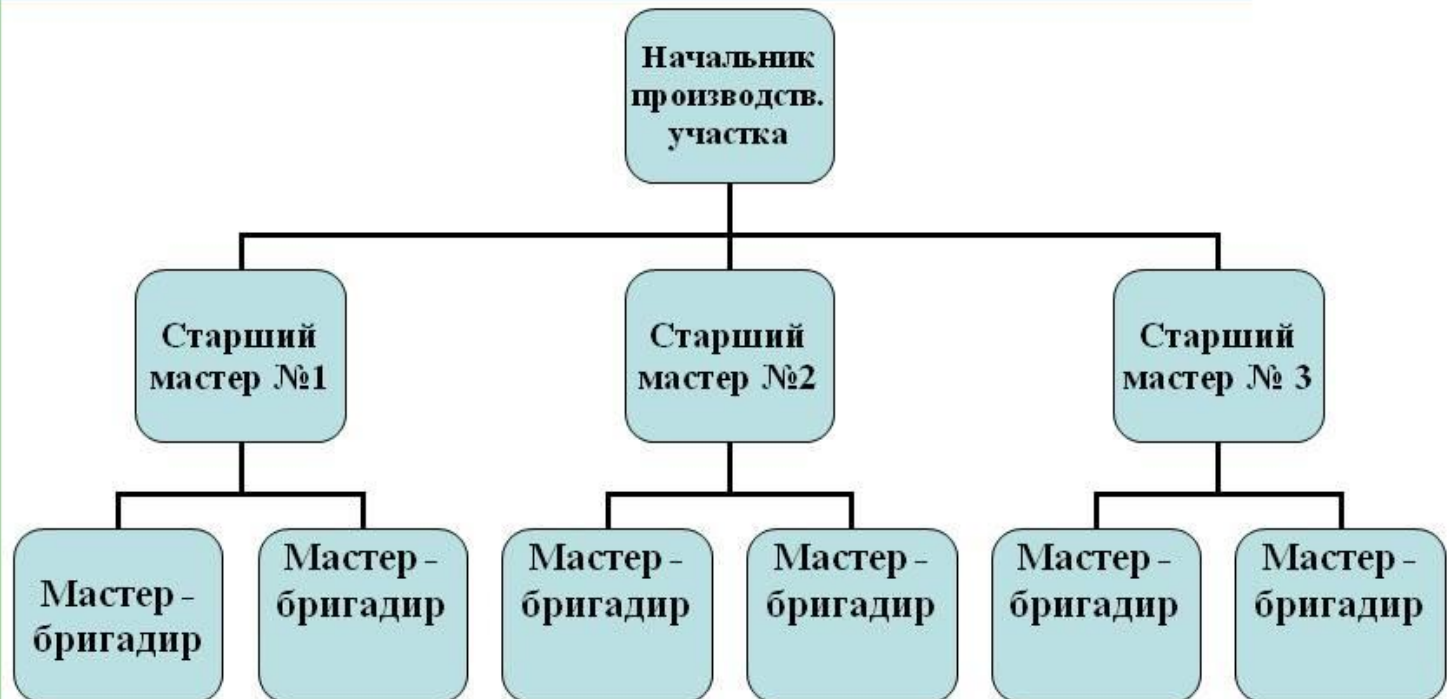 Начальник
производств.
участка
Старший
мастер №1
Старший
мастер №2
Старший
мастер № 3
Мастер -
бригадир
Мастер -
бригадир
Мастер -
бригадир
Мастер -
бригадир
Мастер -
бригадир
Мастер -
бригадир